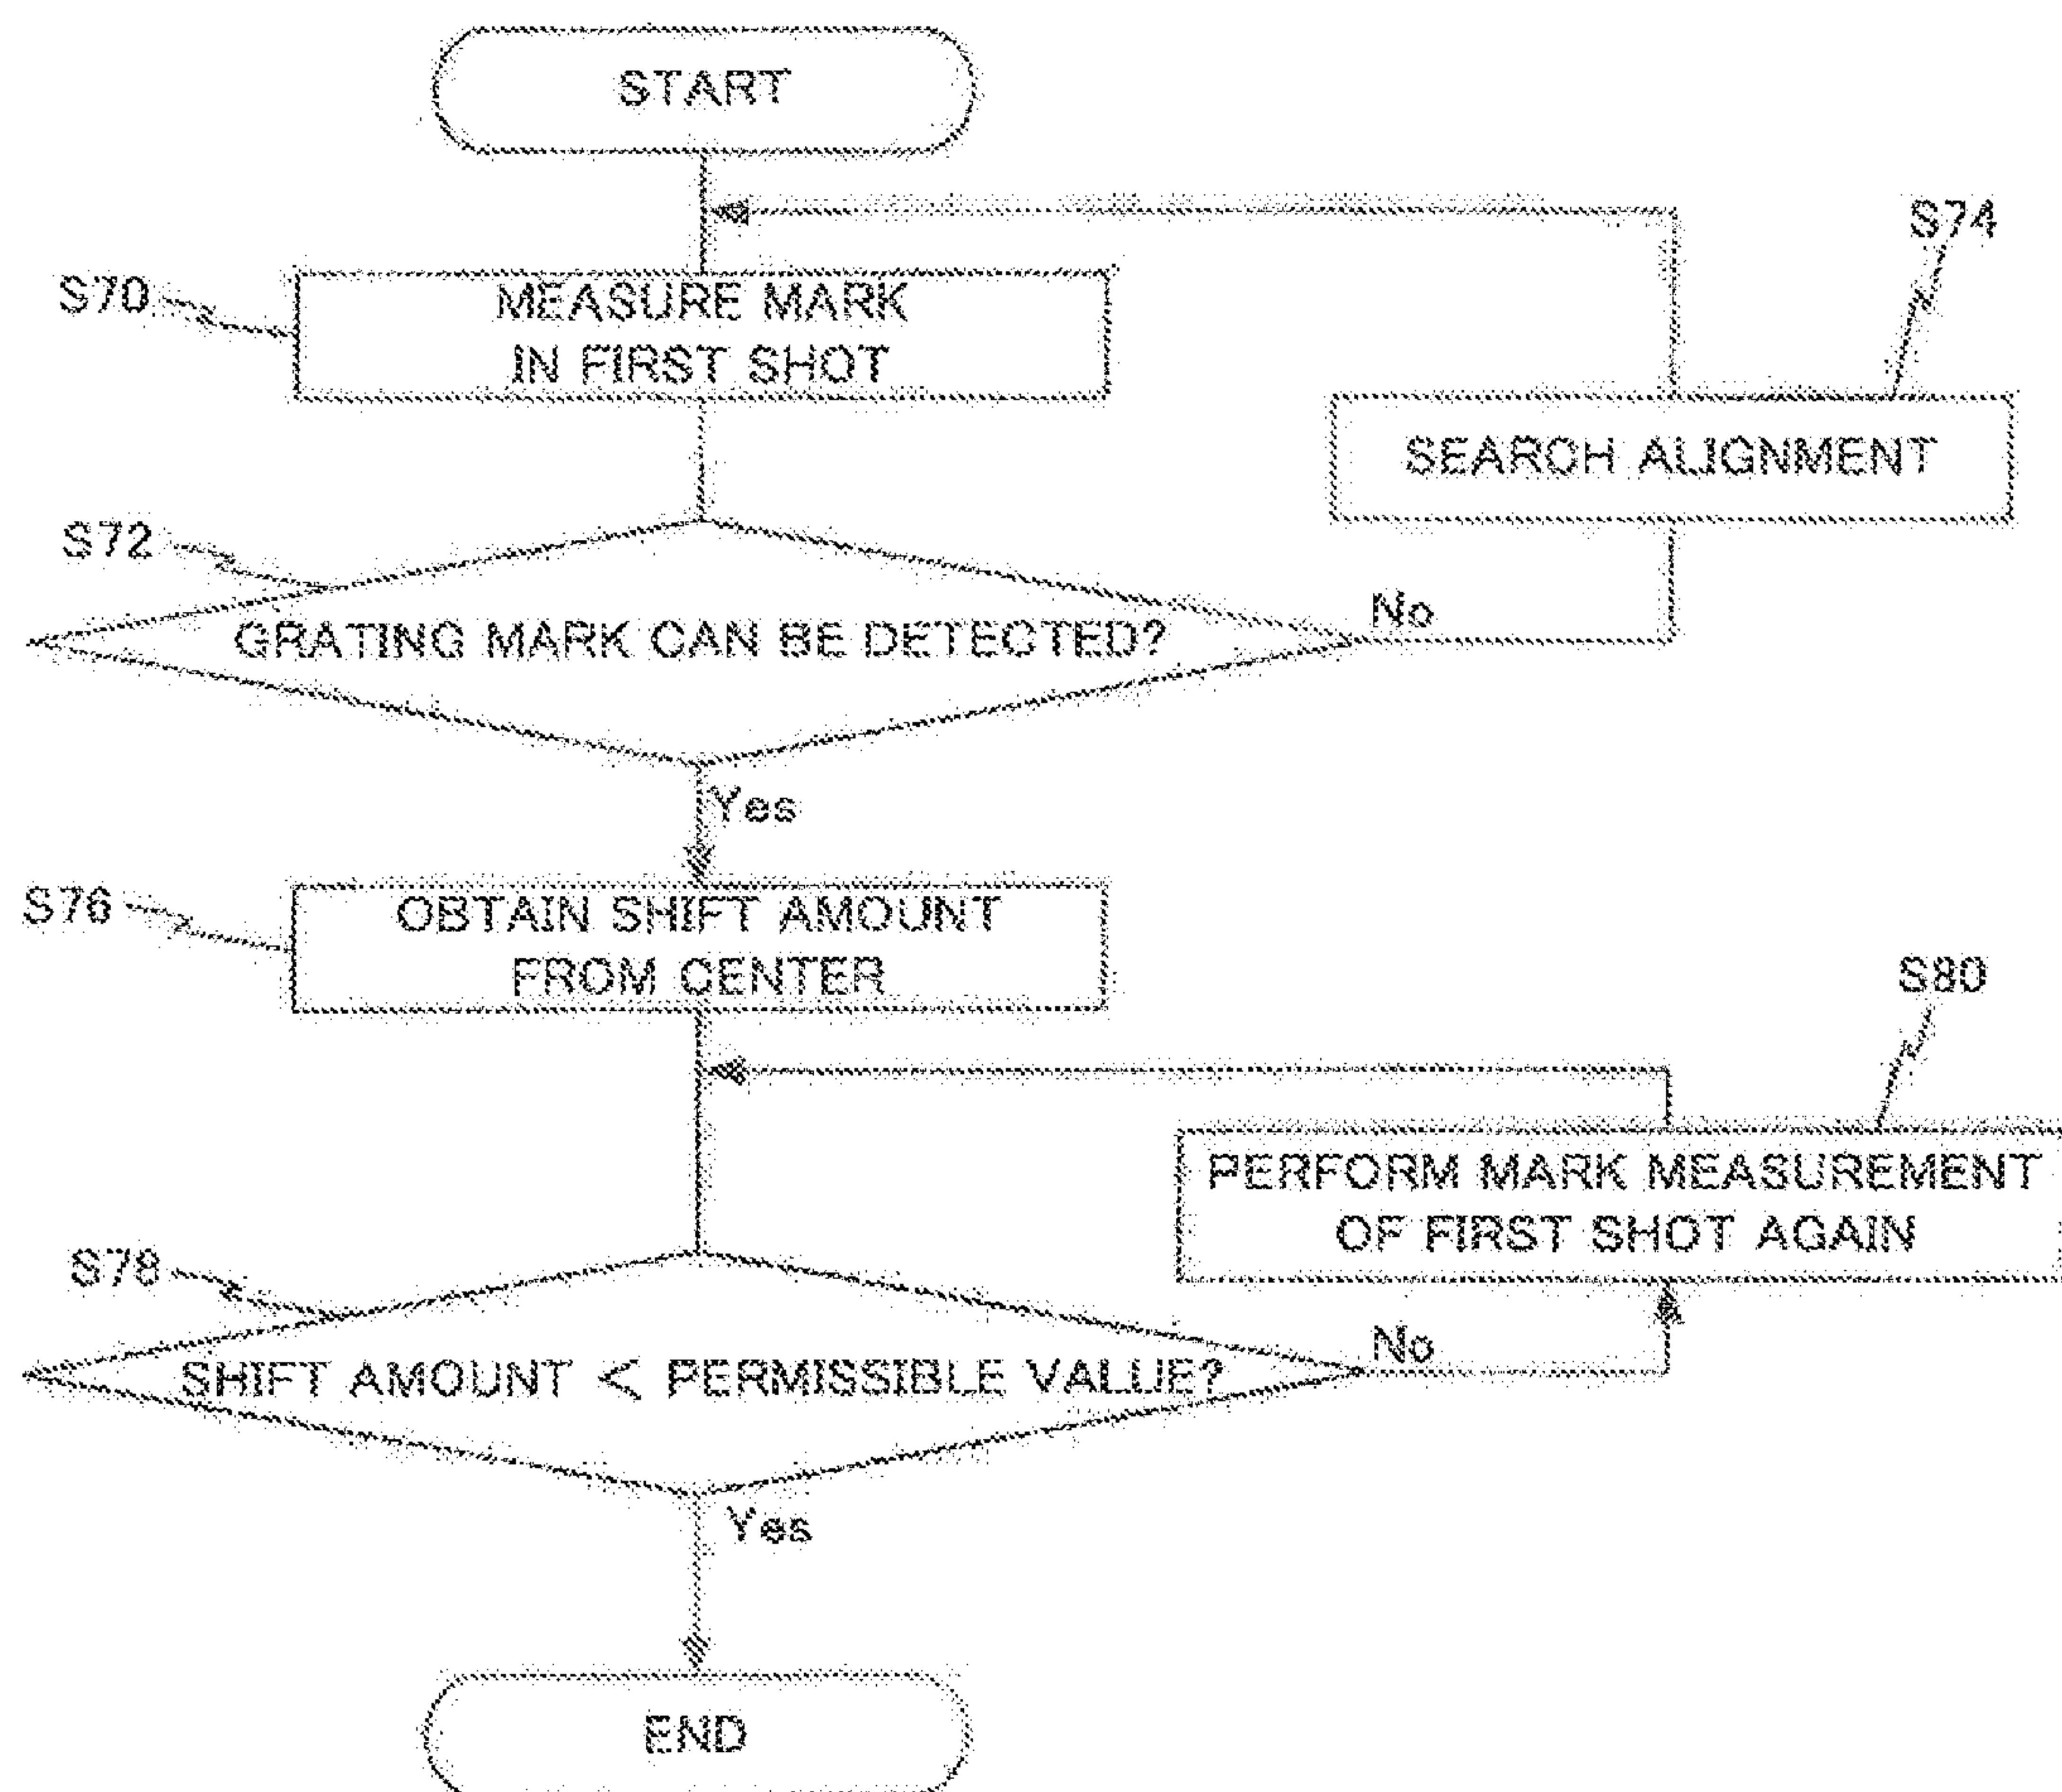 START
S74
S70
MEASURE MARK
IN FIRST SHOT
SEARCH ALIGNMENT
S72
No
GRATING MARK CAN BE DETECTED?
Yes
S76
OBTAIN SHIFT AMOUNT
FROM CENTER
S80
PERFORM MARK MEASUREMENT
OF FIRST SHOT AGAIN
S78
No
SHIFT AMOUNT < PERMISSIBLE VALUE?
Yes
END